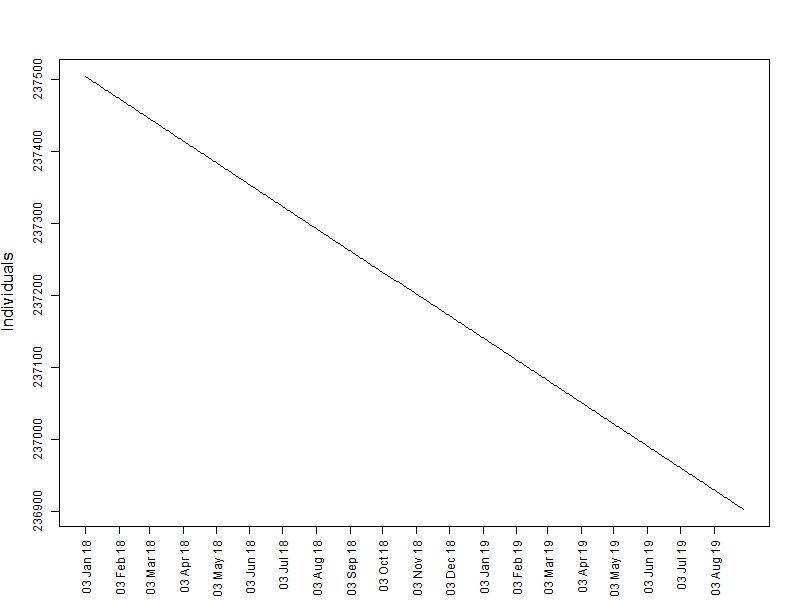 Individuals
237500
237400
237300
237200
237100
237000
236900
03 Jan 18
03 Feb 18
03 Mar 18
03 Apr 18
03 May 18
03 Jun 18
03 Jul 18
03 Aug 18
03 Sep 18
03 Oct 18
03 Nov 18
03 Dec 18
03 Jan 19
03 Feb 19
03 Mar 19
03 Apr 19
03 May 19
03 Jun 19
03 Jul 19
03 Aug 19